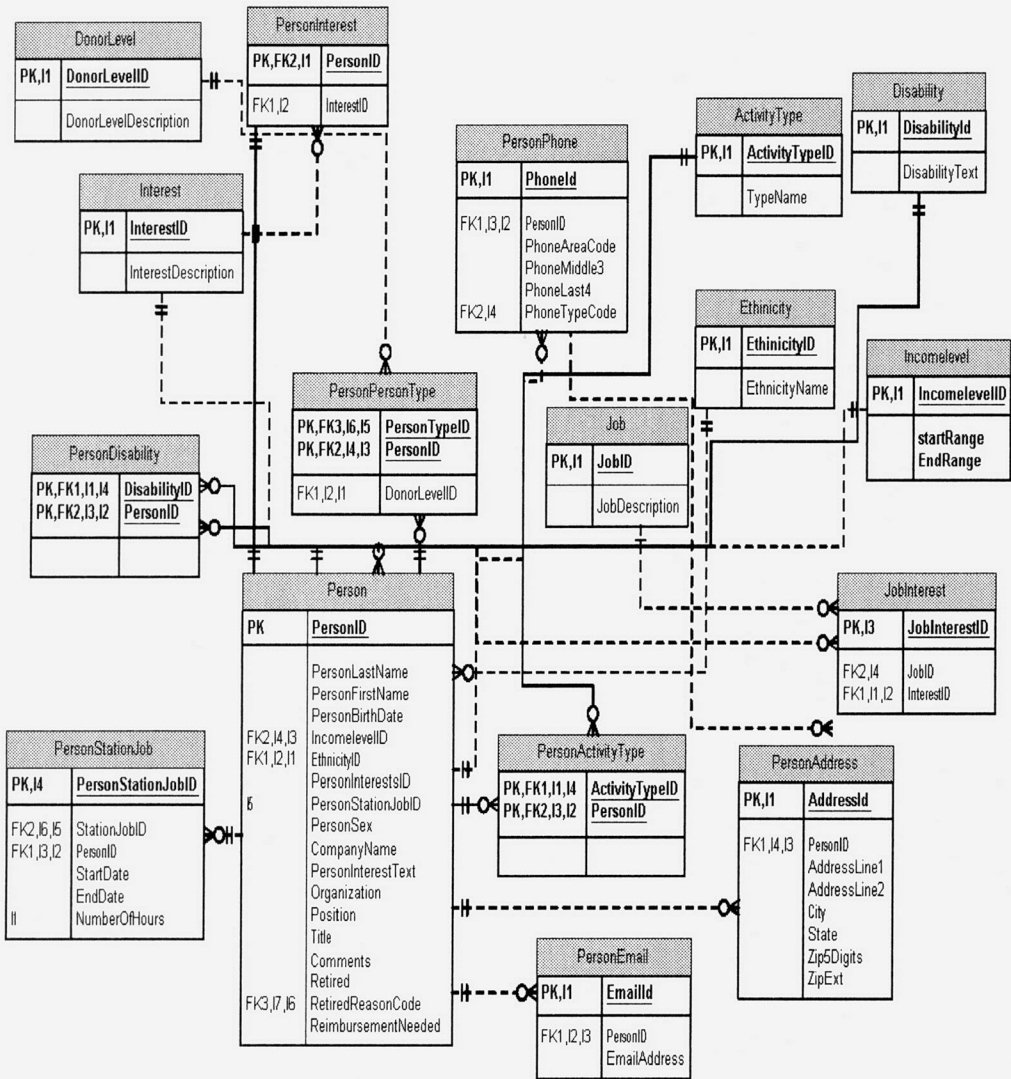 DonorLevel
PK,I1 DonorLevelID
DonorLevelDescription
PersonInterest
PK,FK2,I1 PersonID
FK1,I2 InterestID
Interest
PK,I1 InterestID
InterestDescription
PersonPhone
PK,I1 PhoneId
FK1,I3,I2 PersonID
PhoneAreaCode
PhoneMiddle3
PhoneLast4
FK2,I4 PhoneTypeCode
ActivityType
PK,I1 ActivityTypeID
TypeName
Disability
PK,I1 DisabilityId
DisabilityText
Ethnicity
PK,I1 EthinicityID
EthnicityName
Incomelevel
PK,I1 IncomelevelID
startRange
EndRange
PersonPersonType
PK,FK3,I6,I5 PersonTypeID
PK,FK2,I4,I3 PersonID
FK1,I2,I1 DonorLevelID
Job
PK,I1 JobID
JobDescription
PersonDisability
PK,FK1,I1,I4 DisabilityID
PK,FK2,I3,I2 PersonID
Person
PK PersonID
PersonLastName
PersonFirstName
PersonBirthDate
FK2,I4,I3 IncomelevelID
FK1,I2,I1 EthnicityID
PersonInterestsID
I5 PersonStationJobID
PersonSex
CompanyName
PersonInterestText
Organization
Position
Title
Comments
Retired
FK3,I7,I6 RetiredReasonCode
ReimbursementNeeded
JobInterest
PK,I3 JobInterestID
FK2,I4 JobID
FK1,I1,I2 InterestID
PersonStationJob
PK,I4 PersonStationJobID
FK2,I6,I5 StationJobID
FK1,I3,I2 PersonID
StartDate
EndDate
I1 NumberOfHours
PersonActivityType
PK,FK1,I1,I4 ActivityTypeID
PK,FK2,I3,I2 PersonID
PersonAddress
PK,I1 AddressId
FK1,I4,I3 PersonID
AddressLine1
AddressLine2
City
State
Zip5Digits
ZipExt
PersonEmail
PK,I1 EmailId
FK1,I2,I3 PersonID
EmailAddress